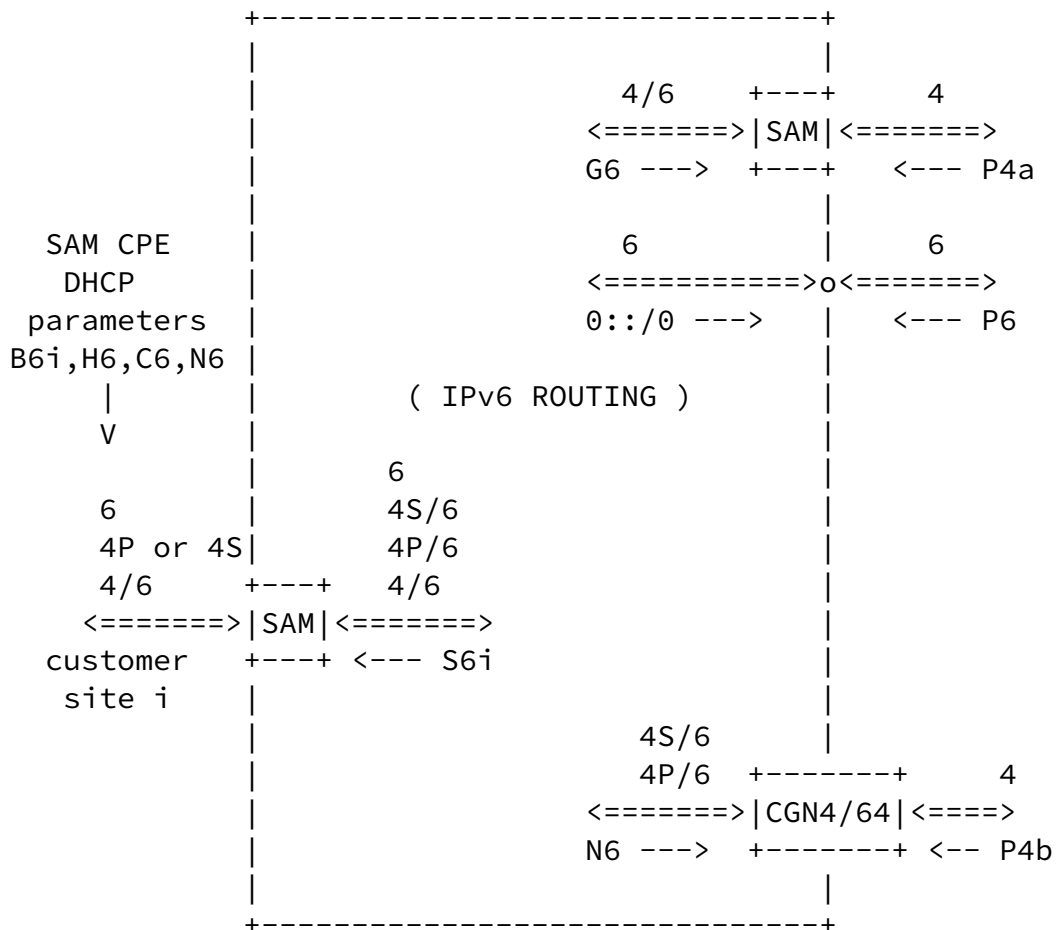 4/6 4
SAM
G6 ---> <--- P4a
SAM CPE 6 6
DHCP o
parameters 0::/0 ---> <--- P6
B6i,H6,C6,N6
( IPv6 ROUTING )
V
6
6 4S/6
4P or 4S 4P/6
4/6 4/6
SAM
customer <--- S6i
site i
4S/6
4P/6 4
CGN4/64
N6 ---> <-- P4b